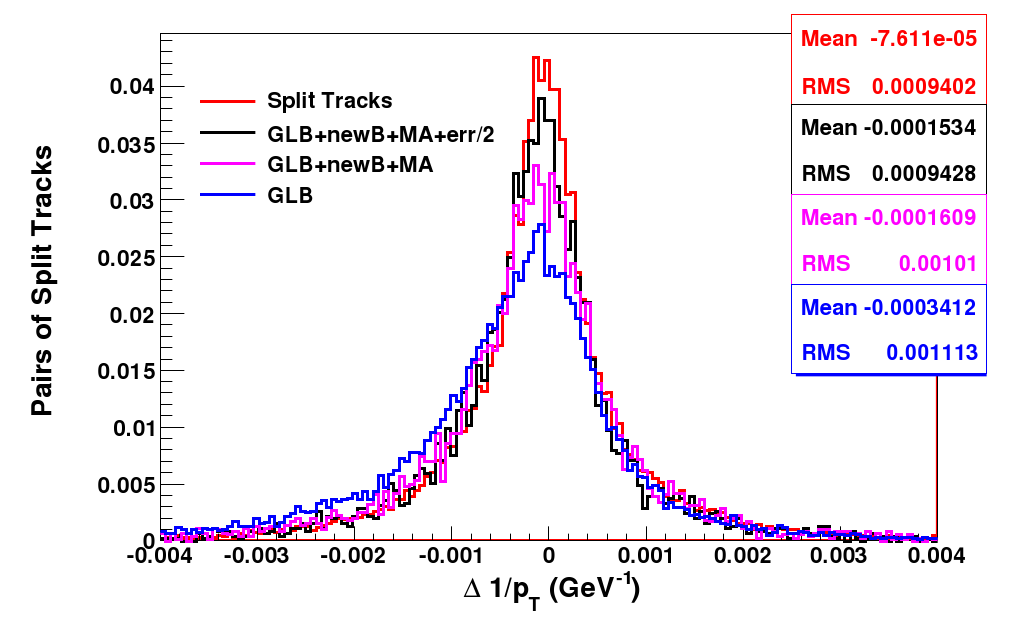 Pairs of Split Tracks
0.04
0.035
0.03
0.025
0.02
0.015
0.01
0.005
0
Split Tracks
GLB+newB+MA+err/2
GLB+newB+MA
GLB
Mean -7.611e-05
RMS 0.0009402
Mean -0.0001534
RMS 0.0009428
Mean -0.0001609
RMS 0.00101
Mean -0.0003412
RMS 0.001113
-0.004 -0.003 -0.002 -0.001 0 0.001 0.002 0.003 0.004
Δ 1/p_T (GeV⁻¹)